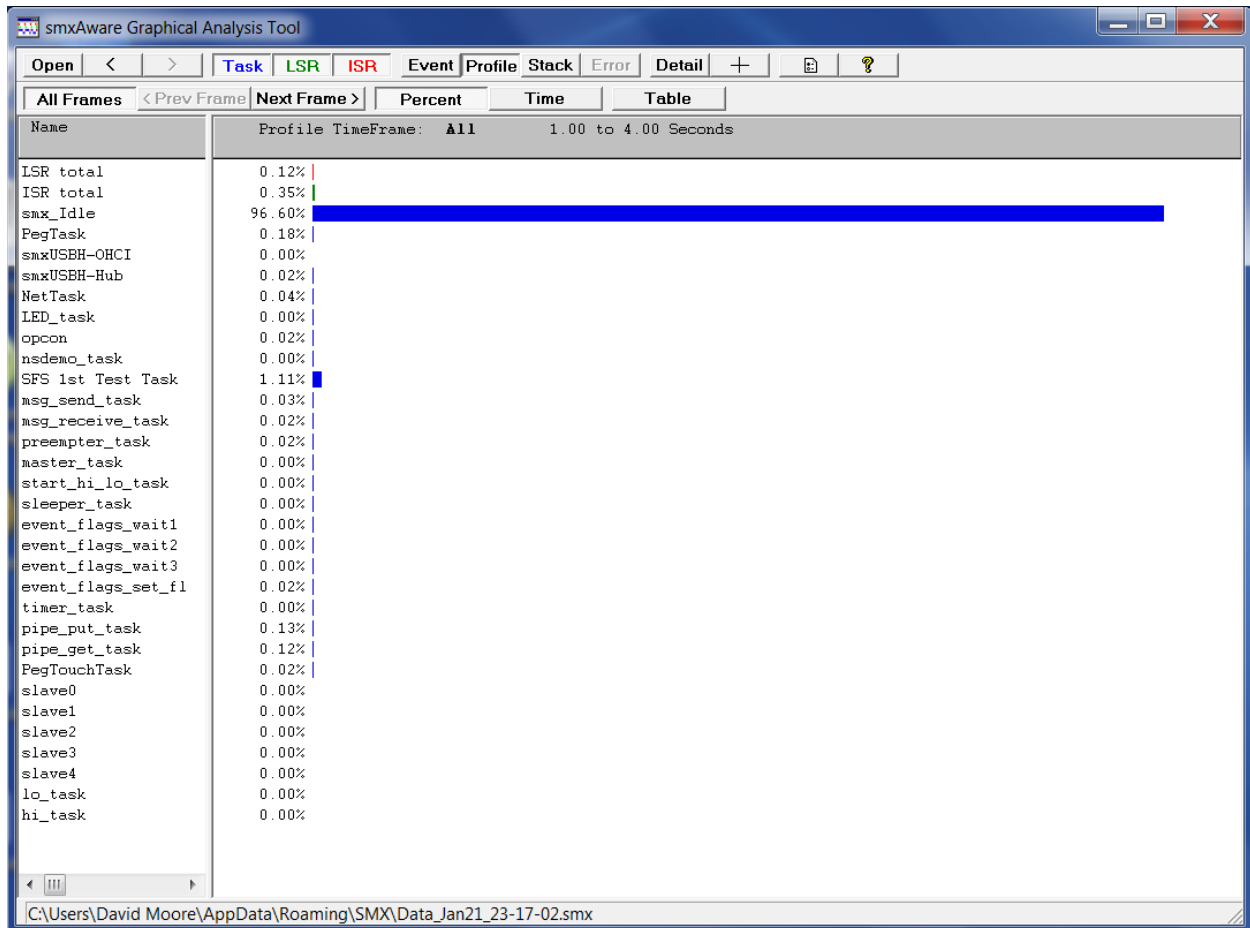 smxAware Graphical Analysis Tool
Open < > Task LSR ISR Event Profile Stack Error Detail + ?
All Frames < Prev Frame Next Frame > Percent Time Table
Name Profile TimeFrame: All 1.00 to 4.00 Seconds
LSR total 0.12%
ISR total 0.35%
smx_Idle 96.60%
PegTask 0.18%
smxUSBH-OHCI 0.00%
smxUSBH-Hub 0.02%
NetTask 0.04%
LED_task 0.00%
opcon 0.02%
nsdemo_task 0.00%
SFS 1st Test Task 1.11%
msg_send_task 0.03%
msg_receive_task 0.02%
preempter_task 0.02%
master_task 0.00%
start_hi_lo_task 0.00%
sleeper_task 0.00%
event_flags_wait1 0.00%
event_flags_wait2 0.00%
event_flags_wait3 0.00%
event_flags_set_fl 0.02%
timer_task 0.00%
pipe_put_task 0.13%
pipe_get_task 0.12%
PegTouchTask 0.02%
slave0 0.00%
slave1 0.00%
slave2 0.00%
slave3 0.00%
slave4 0.00%
lo_task 0.00%
hi_task 0.00%
C:\Users\David Moore\AppData\Roaming\SMX\Data_Jan21_23-17-02.smx